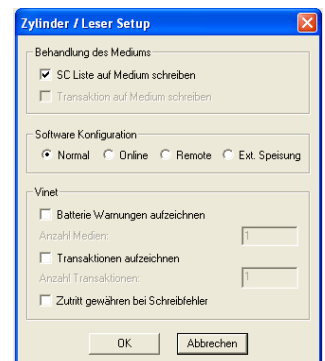 Zylinder / Leser Setup
Behandlung des Mediums
SC Liste auf Medium schreiben
Transaktion auf Medium schreiben
Software Konfiguration
Normal Online Remote Ext. Speisung
Vinet
Batterie Warnungen aufzeichnen
Anzahl Medien: 1
Transaktionen aufzeichnen
Anzahl Transaktionen: 1
Zutritt gewähren bei Schreibfehler
OK Abbrechen